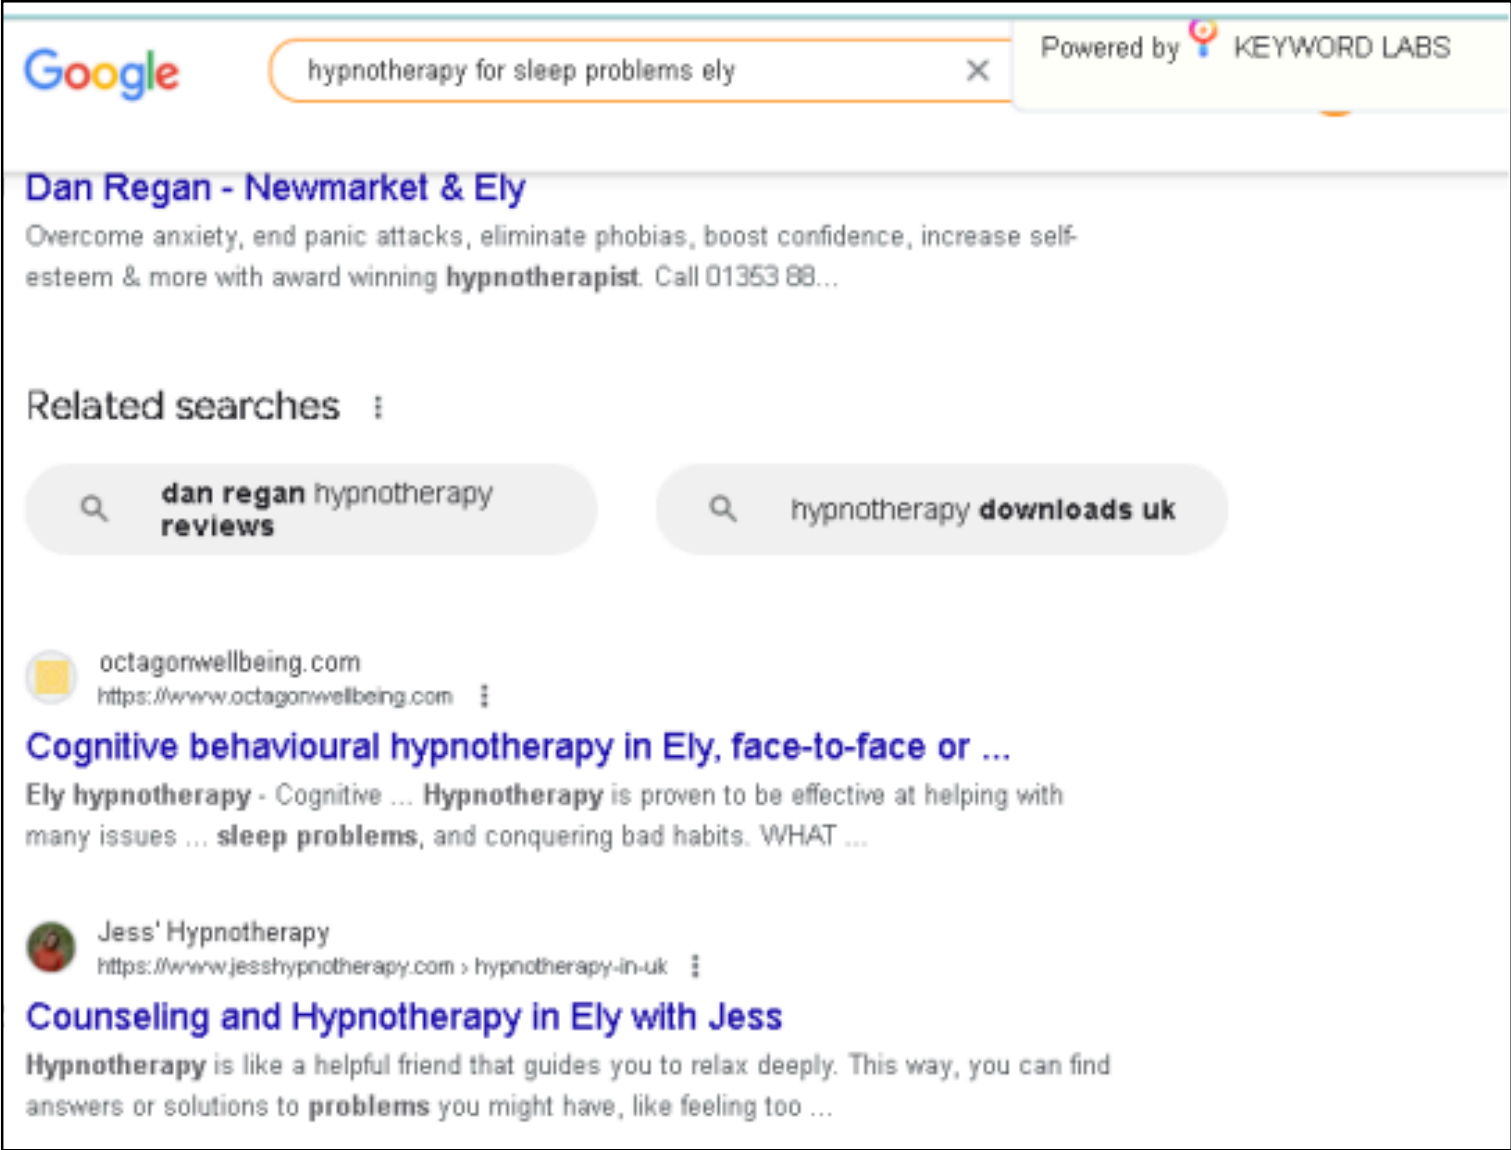 Google
hypnotherapy for sleep problems ely
Powered by KEYWORD LABS
Dan Regan - Newmarket & Ely
Overcome anxiety, end panic attacks, eliminate phobias, boost confidence, increase self-
esteem & more with award winning hypnotherapist. Call 01353 88...
Related searches
dan regan hypnotherapy
reviews
hypnotherapy downloads uk
octagonwellbeing.com
https://www.octagonwellbeing.com
Cognitive behavioural hypnotherapy in Ely, face-to-face or ...
Ely hypnotherapy - Cognitive ... Hypnotherapy is proven to be effective at helping with
many issues ... sleep problems, and conquering bad habits. WHAT ...
Jess' Hypnotherapy
https://www.jesshypnotherapy.com › hypnotherapy-in-uk
Counseling and Hypnotherapy in Ely with Jess
Hypnotherapy is like a helpful friend that guides you to relax deeply. This way, you can find
answers or solutions to problems you might have, like feeling too ...